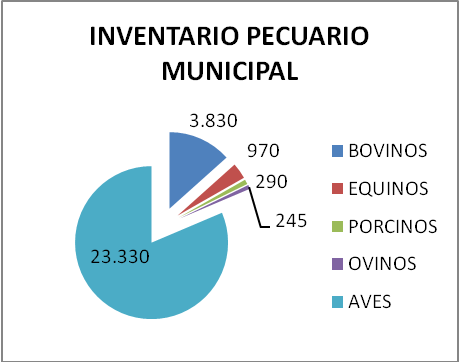 INVENTARIO PECUARIO
MUNICIPAL
3.830
970
290
245
23.330
BOVINOS
EQUINOS
PORCINOS
OVINOS
AVES